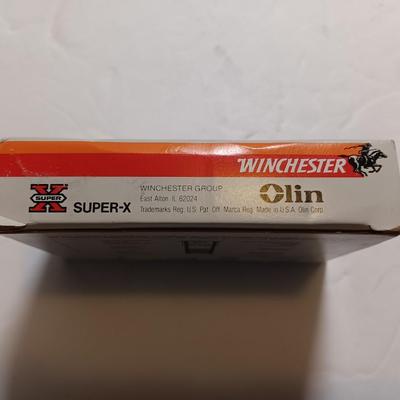 WINCHESTER
X
SUPER
SUPER-X
WINCHESTER GROUP
East Alton IL 62024
Trademarks Reg. U.S. Pat. Off. Marca Reg. Made in U.S.A. Olin Corp.
Olin